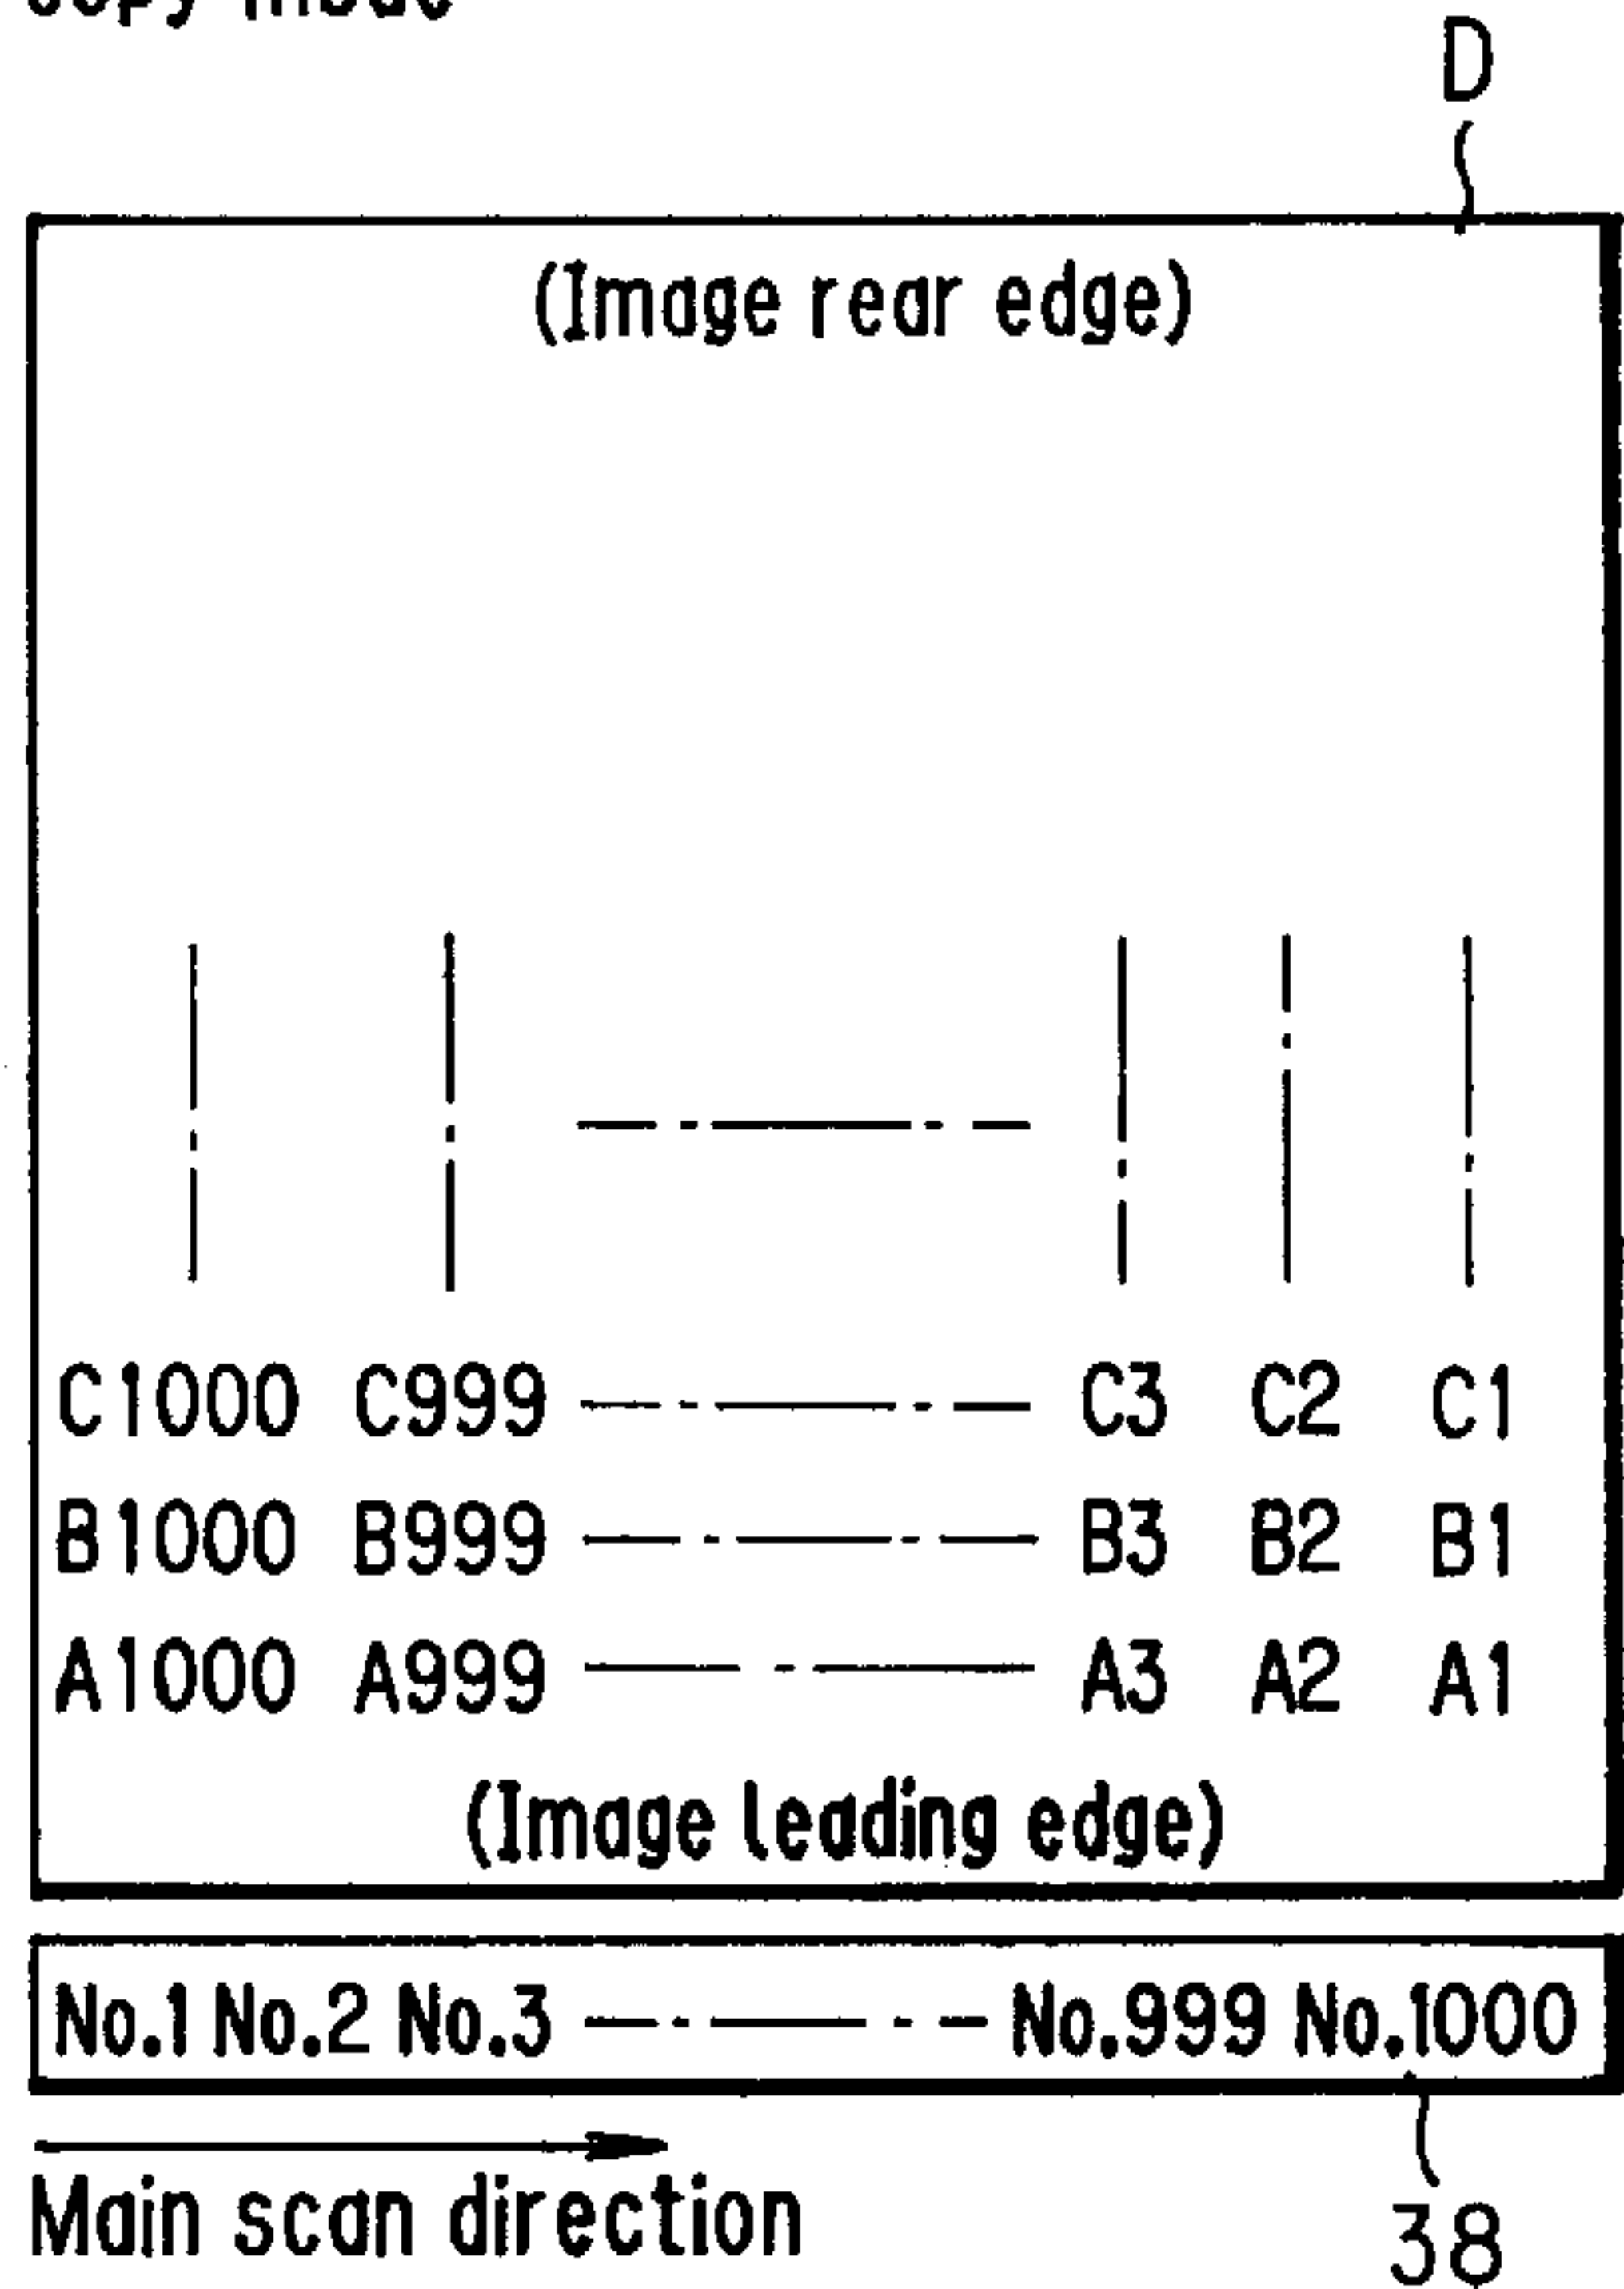 D
(Image rear edge)
C1000 C999 C3 C2 C1
B1000 B999 B3 B2 B1
A1000 A999 A3 A2 A1
(Image leading edge)
No.1 No.2 No.3 No.999 No.1000
Main scan direction
38